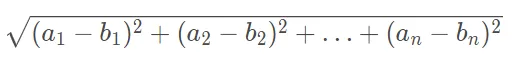 √(a₁ − b₁)² + (a₂ − b₂)² + … + (aₙ − bₙ)²